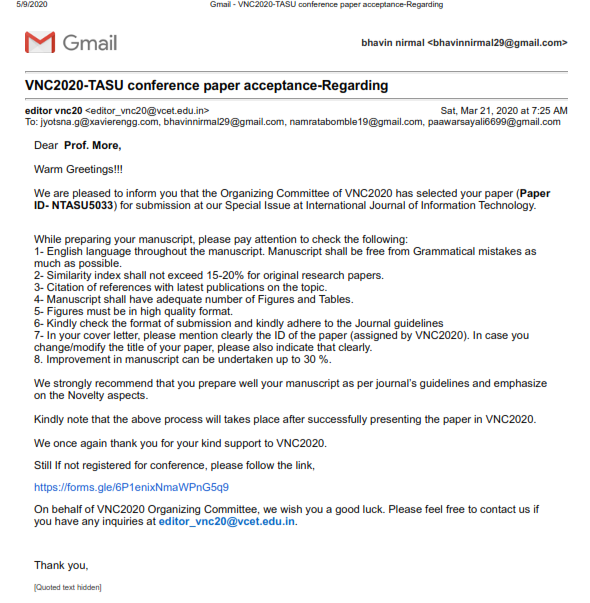 5/9/2020 Gmail - VNC2020-TASU conference paper acceptance-Regarding
Gmail bhavin nirmal <bhavinnirmal29@gmail.com>
VNC2020-TASU conference paper acceptance-Regarding
editor vnc20 <editor_vnc20@vcet.edu.in> Sat, Mar 21, 2020 at 7:25 AM
To: jyotsna.g@xavierengg.com, bhavinnirmal29@gmail.com, namratabomble19@gmail.com, paawarsayali6699@gmail.com
Dear Prof. More,
Warm Greetings!!!
We are pleased to inform you that the Organizing Committee of VNC2020 has selected your paper (Paper
ID- NTASU5033) for submission at our Special Issue at International Journal of Information Technology.
While preparing your manuscript, please pay attention to check the following:
1- English language throughout the manuscript. Manuscript shall be free from Grammatical mistakes as
much as possible.
2- Similarity index shall not exceed 15-20% for original research papers.
3- Citation of references with latest publications on the topic.
4- Manuscript shall have adequate number of Figures and Tables.
5- Figures must be in high quality format.
6- Kindly check the format of submission and kindly adhere to the Journal guidelines
7- In your cover letter, please mention clearly the ID of the paper (assigned by VNC2020). In case you
change/modify the title of your paper, please also indicate that clearly.
8. Improvement in manuscript can be undertaken up to 30 %.
We strongly recommend that you prepare well your manuscript as per journal's guidelines and emphasize
on the Novelty aspects.
Kindly note that the above process will takes place after successfully presenting the paper in VNC2020.
We once again thank you for your kind support to VNC2020.
Still If not registered for conference, please follow the link,
https://forms.gle/6P1enixNmaWPnG5q9
On behalf of VNC2020 Organizing Committee, we wish you a good luck. Please feel free to contact us if
you have any inquiries at editor_vnc20@vcet.edu.in.
Thank you,
[Quoted text hidden]